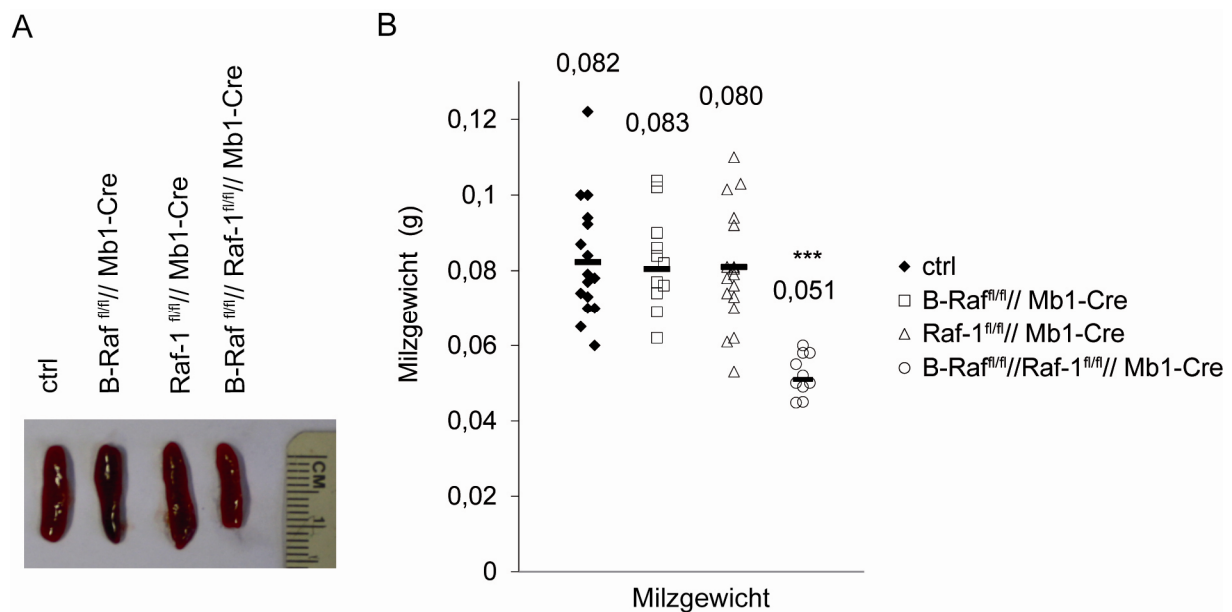 A
ctrl
B-Raf fl/fl// Mb1-Cre
Raf-1 fl/fl// Mb1-Cre
B-Raf fl/fl// Raf-1fl/fl// Mb1-Cre
CM
1
B
Milzgewicht (g)
0,12
0,1
0,08
0,06
0,04
0,02
0
0,082
0,083
0,080
***
0,051
Milzgewicht
ctrl
B-Raffl/fl// Mb1-Cre
Raf-1fl/fl// Mb1-Cre
B-Raffl/fl//Raf-1fl/fl// Mb1-Cre